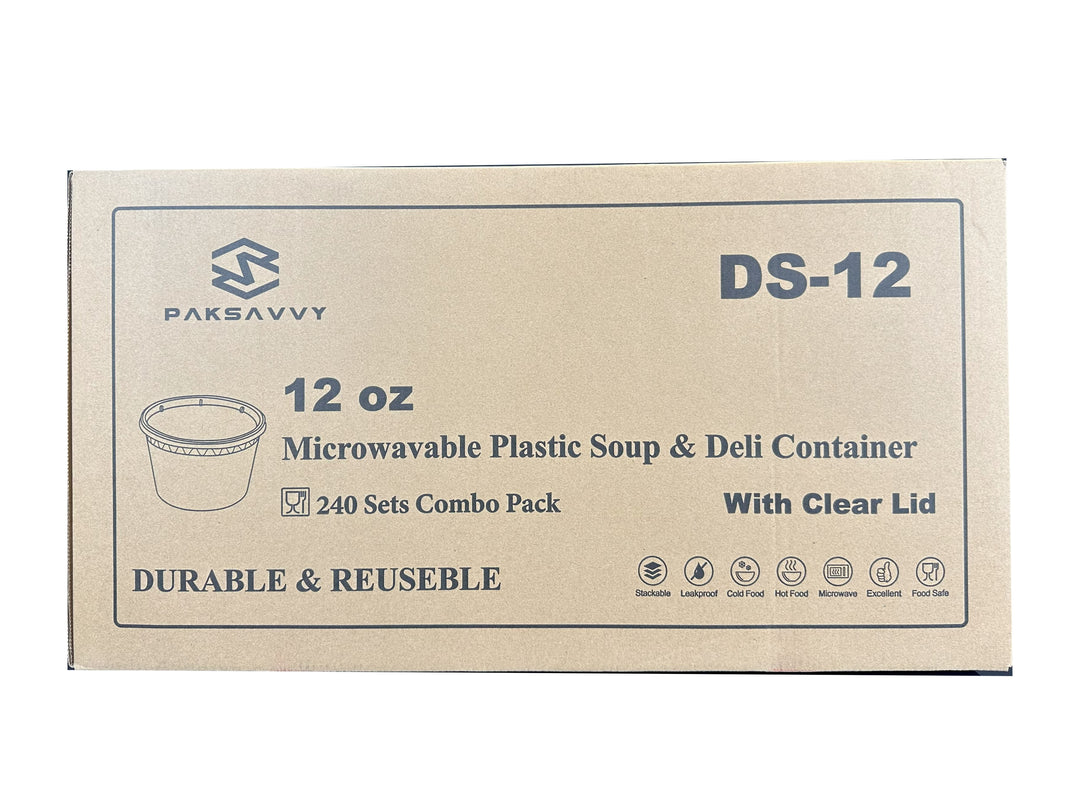 PAKSAVVY
DS-12
12 oz
Microwavable Plastic Soup & Deli Container
240 Sets Combo Pack
With Clear Lid
DURABLE & REUSEBLE
Stackable Leakproof Cold Food Hot Food Microwave Excellent Food Safe